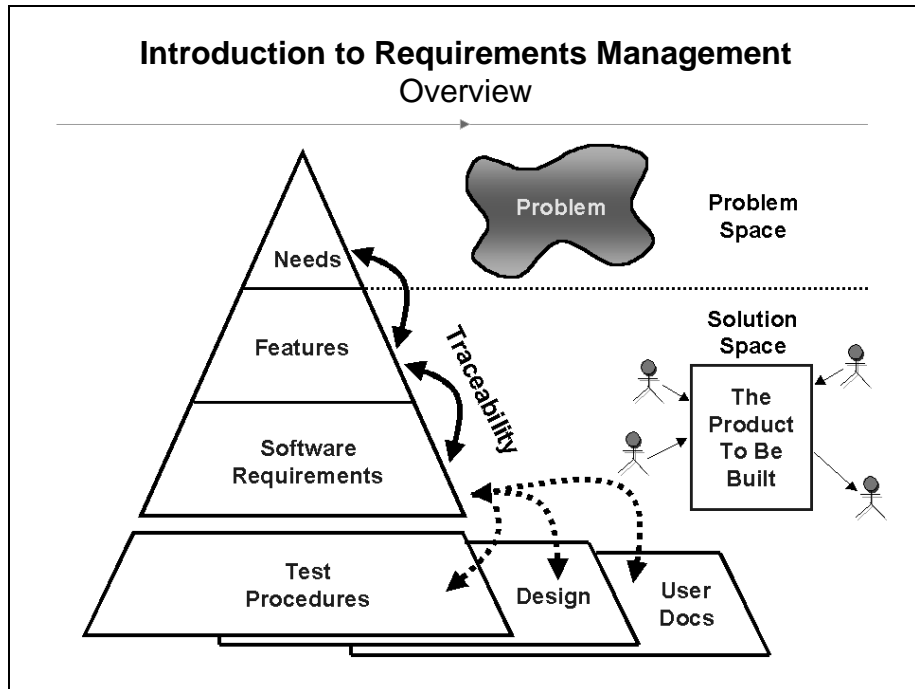 Introduction to Requirements Management
Overview
Problem
Problem
Space
Needs
Solution
Space
Features
Traceability
The
Product
To Be
Built
Software
Requirements
Test
Procedures
Design
User
Docs